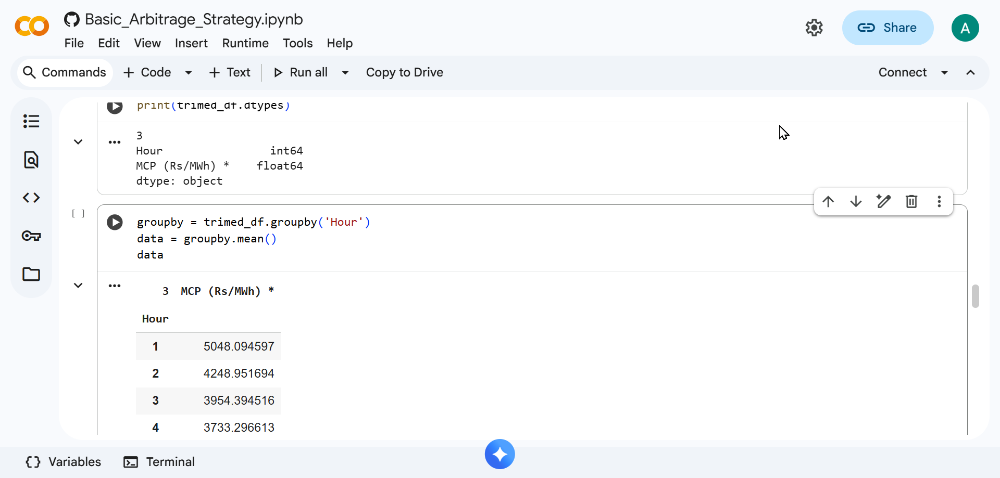 Basic_Arbitrage_Strategy.ipynb
File Edit View Insert Runtime Tools Help
Share
A
Commands + Code + Text Run all Copy to Drive Connect
print(trimed_df.dtypes)
3
Hour int64
MCP (Rs/MWh) * float64
dtype: object
[ ]
groupby = trimed_df.groupby('Hour')
data = groupby.mean()
data
3 MCP (Rs/MWh) *
Hour
1 5048.094597
2 4248.951694
3 3954.394516
4 3733.296613
Variables Terminal